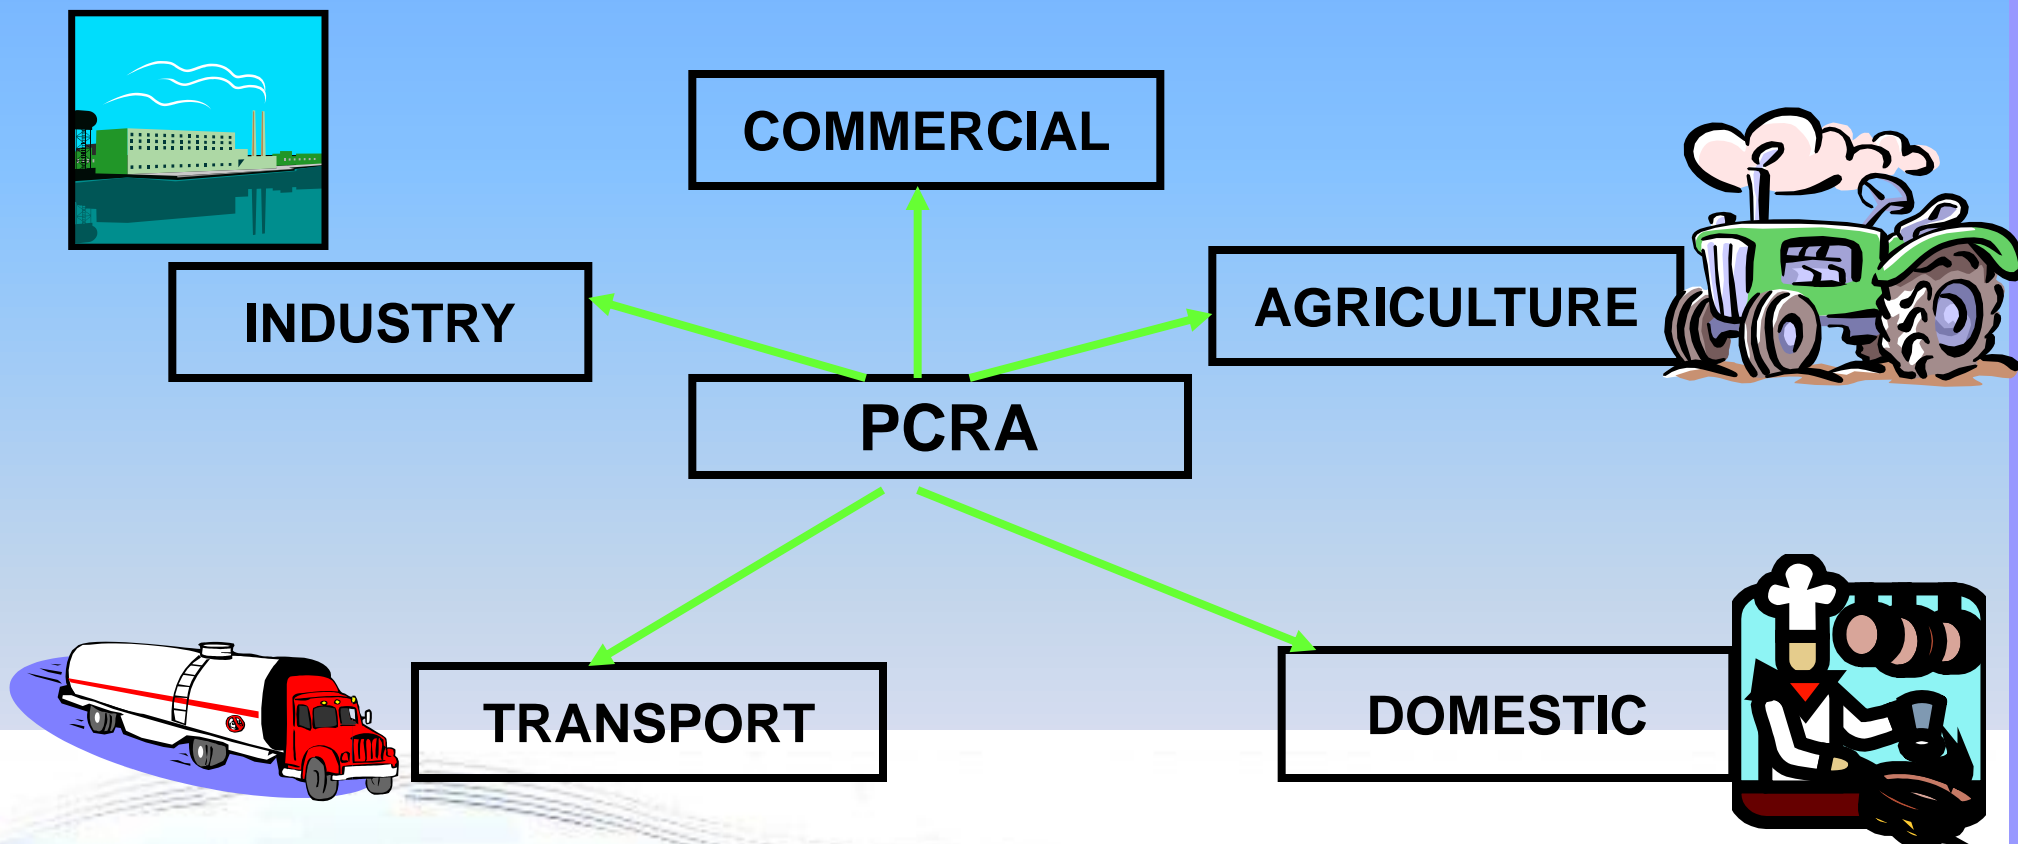 COMMERCIAL
INDUSTRY
AGRICULTURE
PCRA
TRANSPORT
DOMESTIC